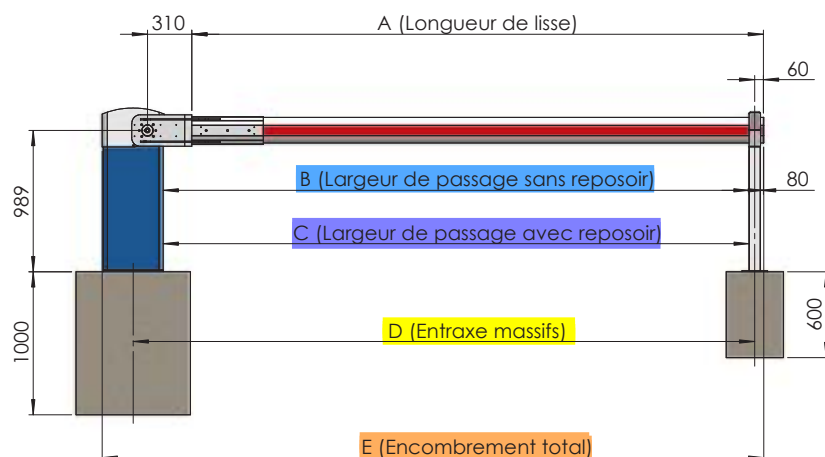 310
A (Longueur de lisse)
60
B (Largeur de passage sans reposoir)
80
989
C (Largeur de passage avec reposoir)
1000
D (Entraxe massifs)
600
E (Encombrement total)